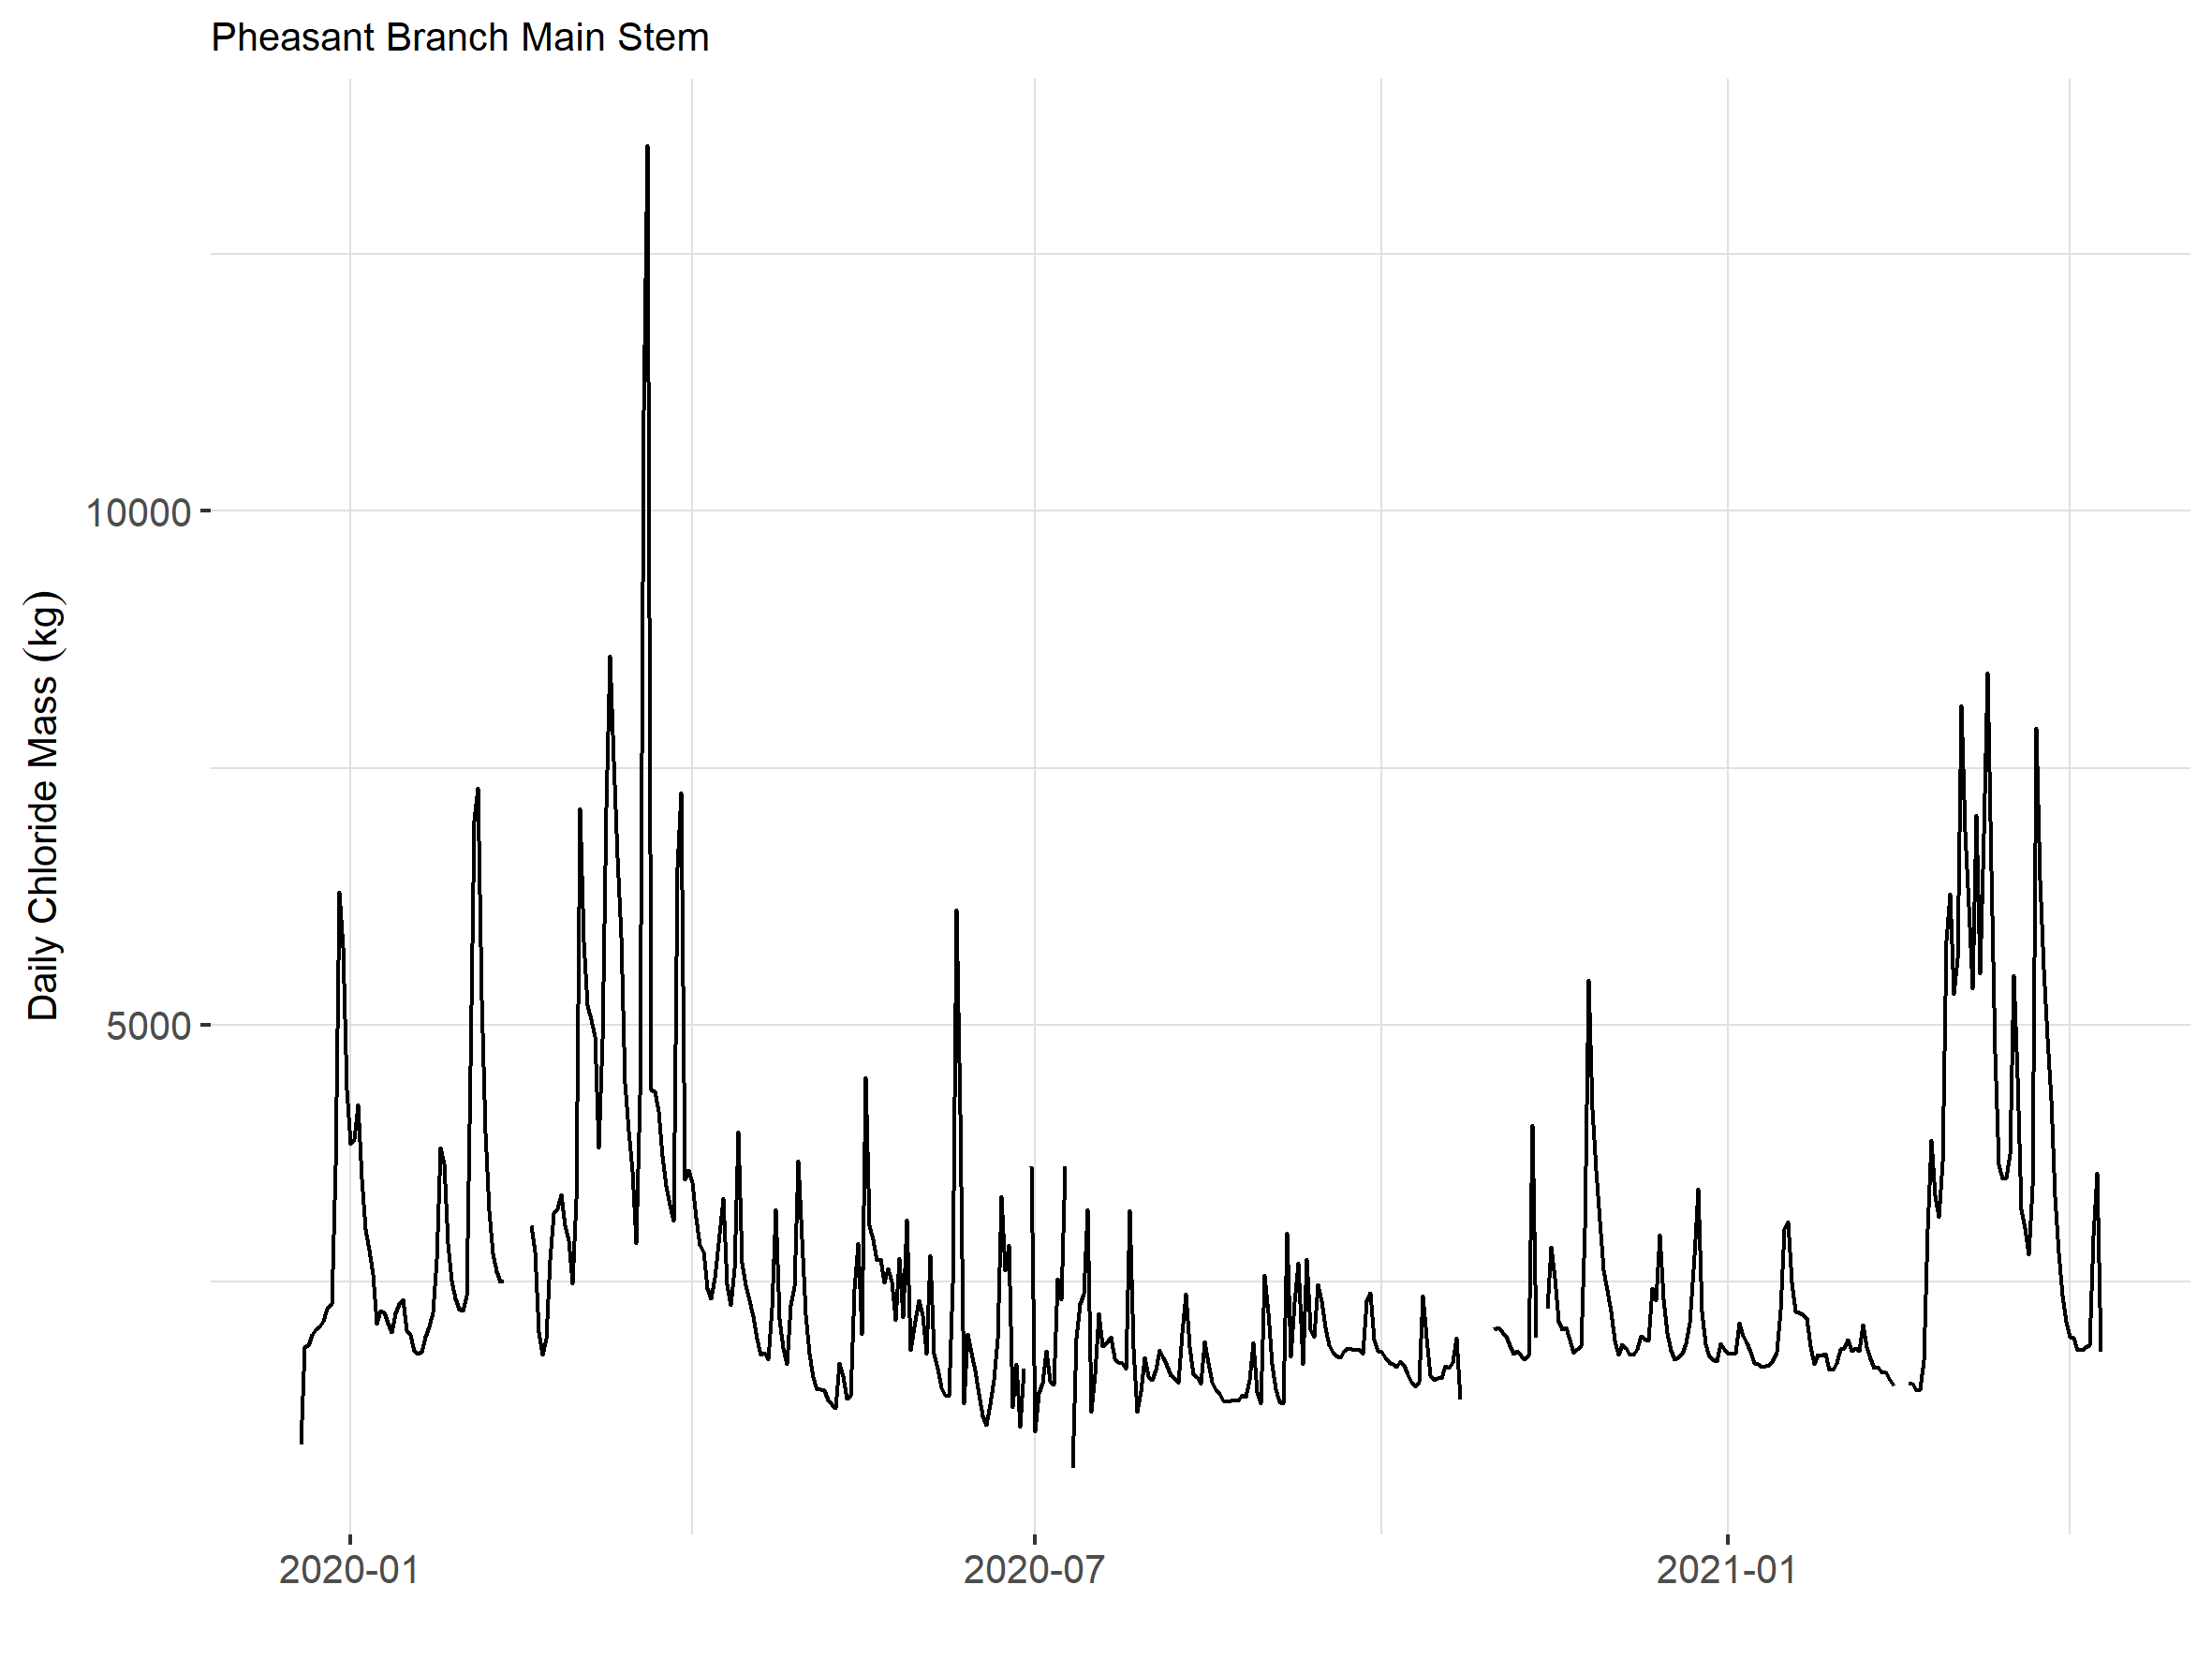 Pheasant Branch Main Stem
Daily Chloride Mass (kg)
10000
5000
2020-01
2020-07
2021-01